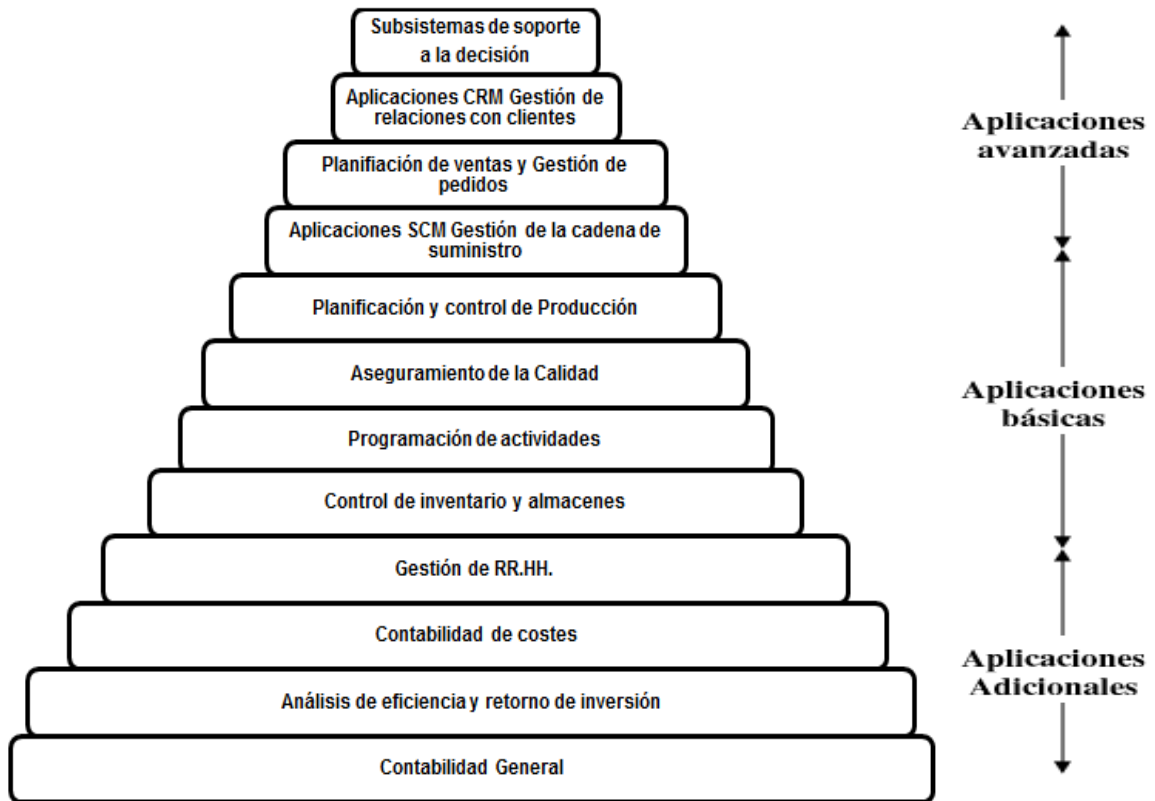 Subsistemas de soporte
a la decisión
Aplicaciones CRM Gestión de
relaciones con clientes
Planifiación de ventas y Gestión de
pedidos
Aplicaciones SCM Gestión de la cadena de
suministro
Planificación y control de Producción
Aseguramiento de la Calidad
Programación de actividades
Control de inventario y almacenes
Gestión de RR.HH.
Contabilidad de costes
Análisis de eficiencia y retorno de inversión
Contabilidad General
Aplicaciones
avanzadas
Aplicaciones
básicas
Aplicaciones
Adicionales